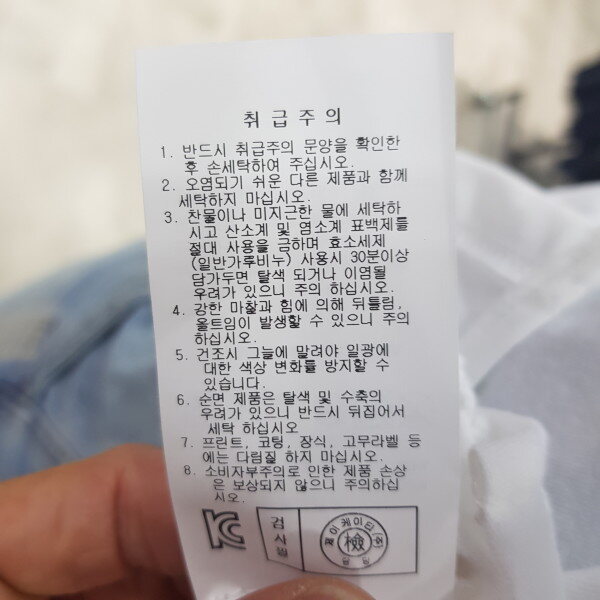 취급주의
1. 반드시 취급주의 문양을 확인한
후 손세탁하여 주십시오.
2. 오염되기 쉬운 다른 제품과 함께
세탁하지 마십시오.
3. 찬물이나 미지근한 물에 세탁하
시고 산소계 및 염소계 표백제를
절대 사용을 금하며 효소세제
(일반가루비누) 사용시 30분이상
담가두면 탈색 되거나 이염될
우려가 있으니 주의 하십시오.
4. 강한 마찰과 힘에 의해 뒤틀림,
올트임이 발생할 수 있으니 주의
하십시오.
5. 건조시 그늘에 말려야 일광에
대한 색상 변화를 방지할 수
있습니다.
6. 순면 제품은 탈색 및 수축의
우려가 있으니 반드시 뒤집어서
세탁 하십시오
7. 프린트, 코팅, 장식, 고무라벨 등
에는 다림질 하지 마십시오.
8. 소비자부주의로 인한 제품 손상
은 보상되지 않으니 주의하십
시오.
검사필
제이케이티(주)
檢